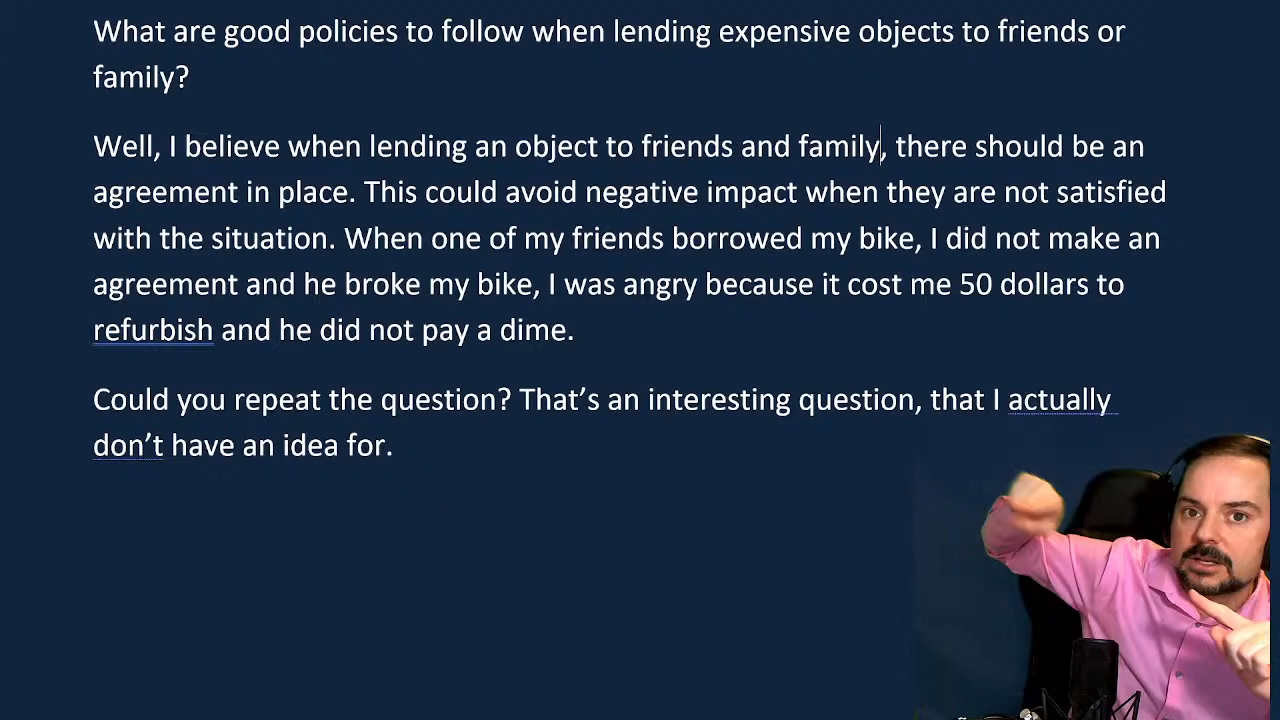 What are good policies to follow when lending expensive objects to friends or
family?
Well, I believe when lending an object to friends and family, there should be an
agreement in place. This could avoid negative impact when they are not satisfied
with the situation. When one of my friends borrowed my bike, I did not make an
agreement and he broke my bike, I was angry because it cost me 50 dollars to
refurbish and he did not pay a dime.
Could you repeat the question? That’s an interesting question, that I actually
don’t have an idea for.